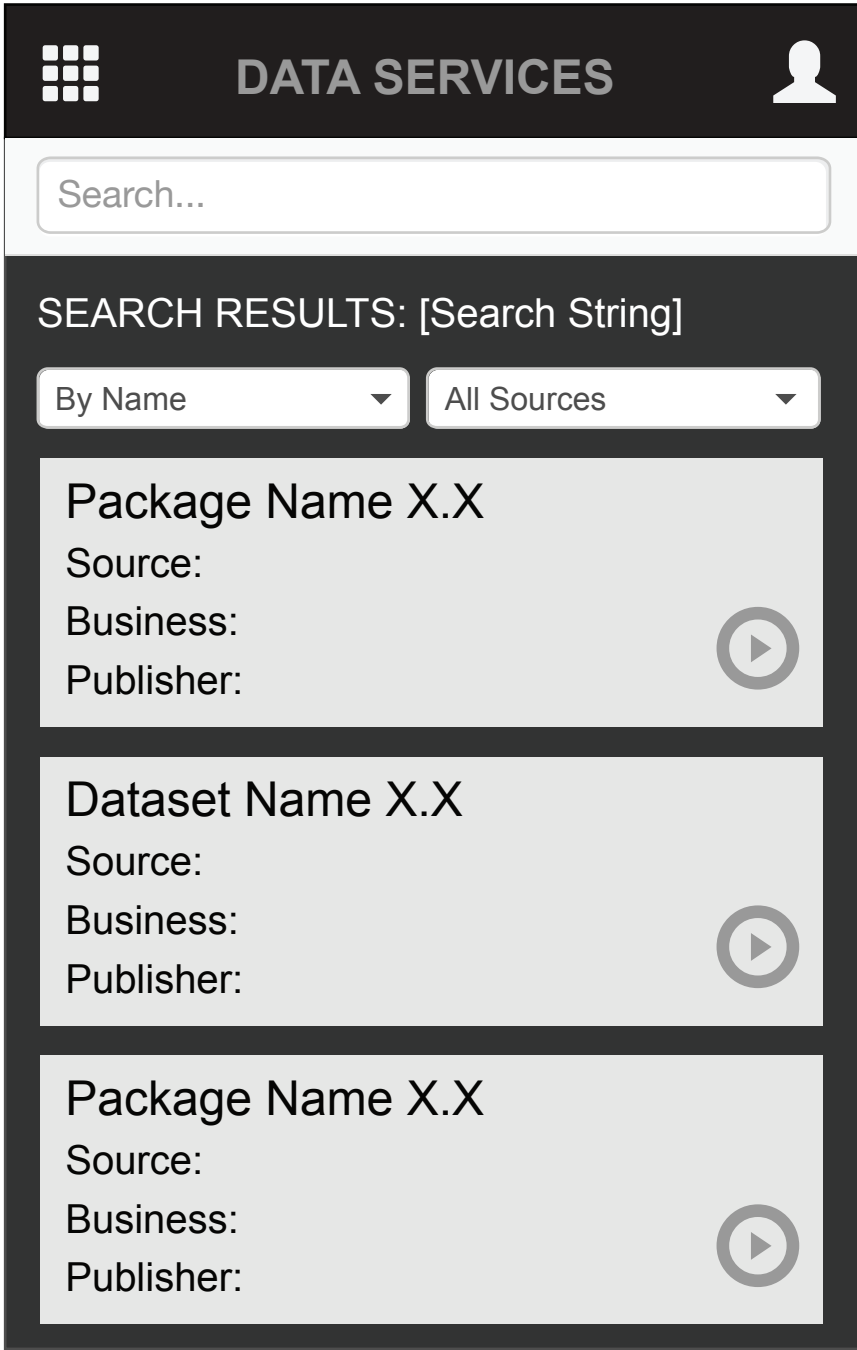 DATA SERVICES
Search...
SEARCH RESULTS: [Search String]
By Name
All Sources
Package Name X.X
Source:
Business:
Publisher:
Dataset Name X.X
Source:
Business:
Publisher:
Package Name X.X
Source:
Business:
Publisher: